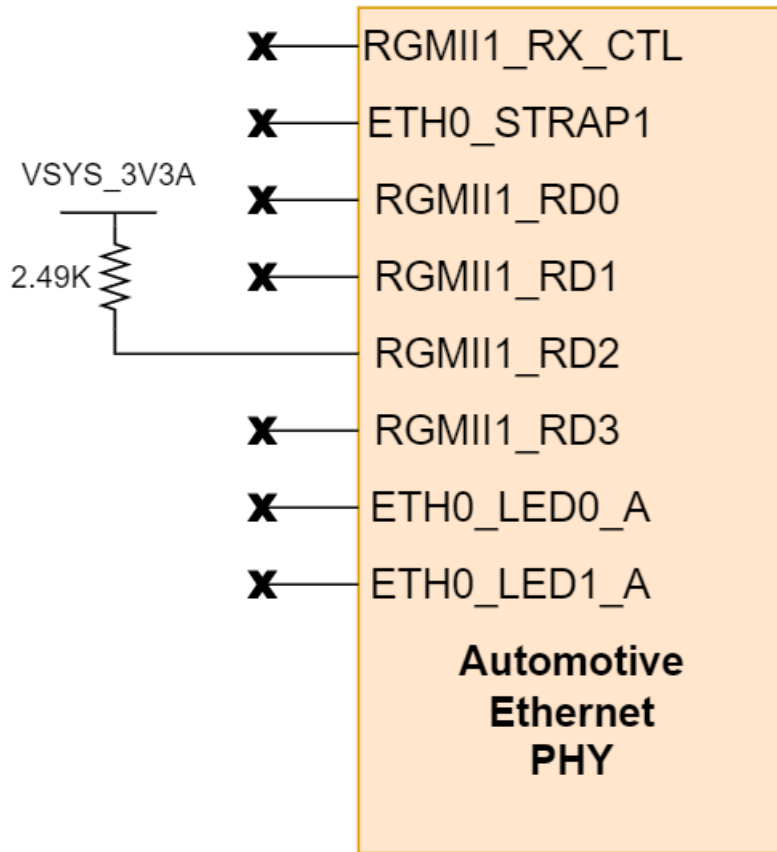 RGMII1_RX_CTL
ETH0_STRAP1
VSYS_3V3A
RGMII1_RD0
2.49K
RGMII1_RD1
RGMII1_RD2
RGMII1_RD3
ETH0_LED0_A
ETH0_LED1_A
Automotive
Ethernet
PHY